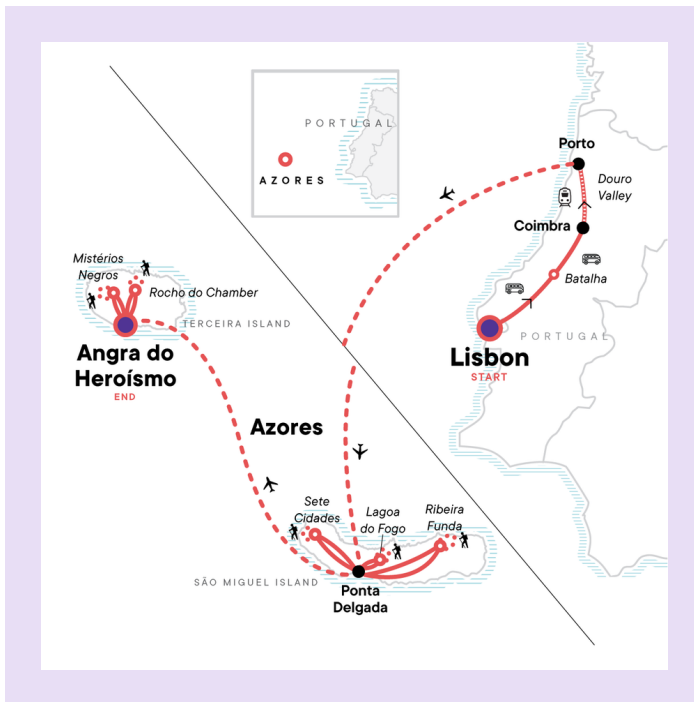 PORTUGAL
AZORES
Porto
Douro
Valley
Coimbra
Batalha
PORTUGAL
Lisbon
START
Mistérios
Negros
Rocho do Chamber
TERCEIRA ISLAND
Angra do
Heroísmo
END
Azores
Sete
Cidades
Lagoa
do Fogo
Ribeira
Funda
SÃO MIGUEL ISLAND
Ponta
Delgada